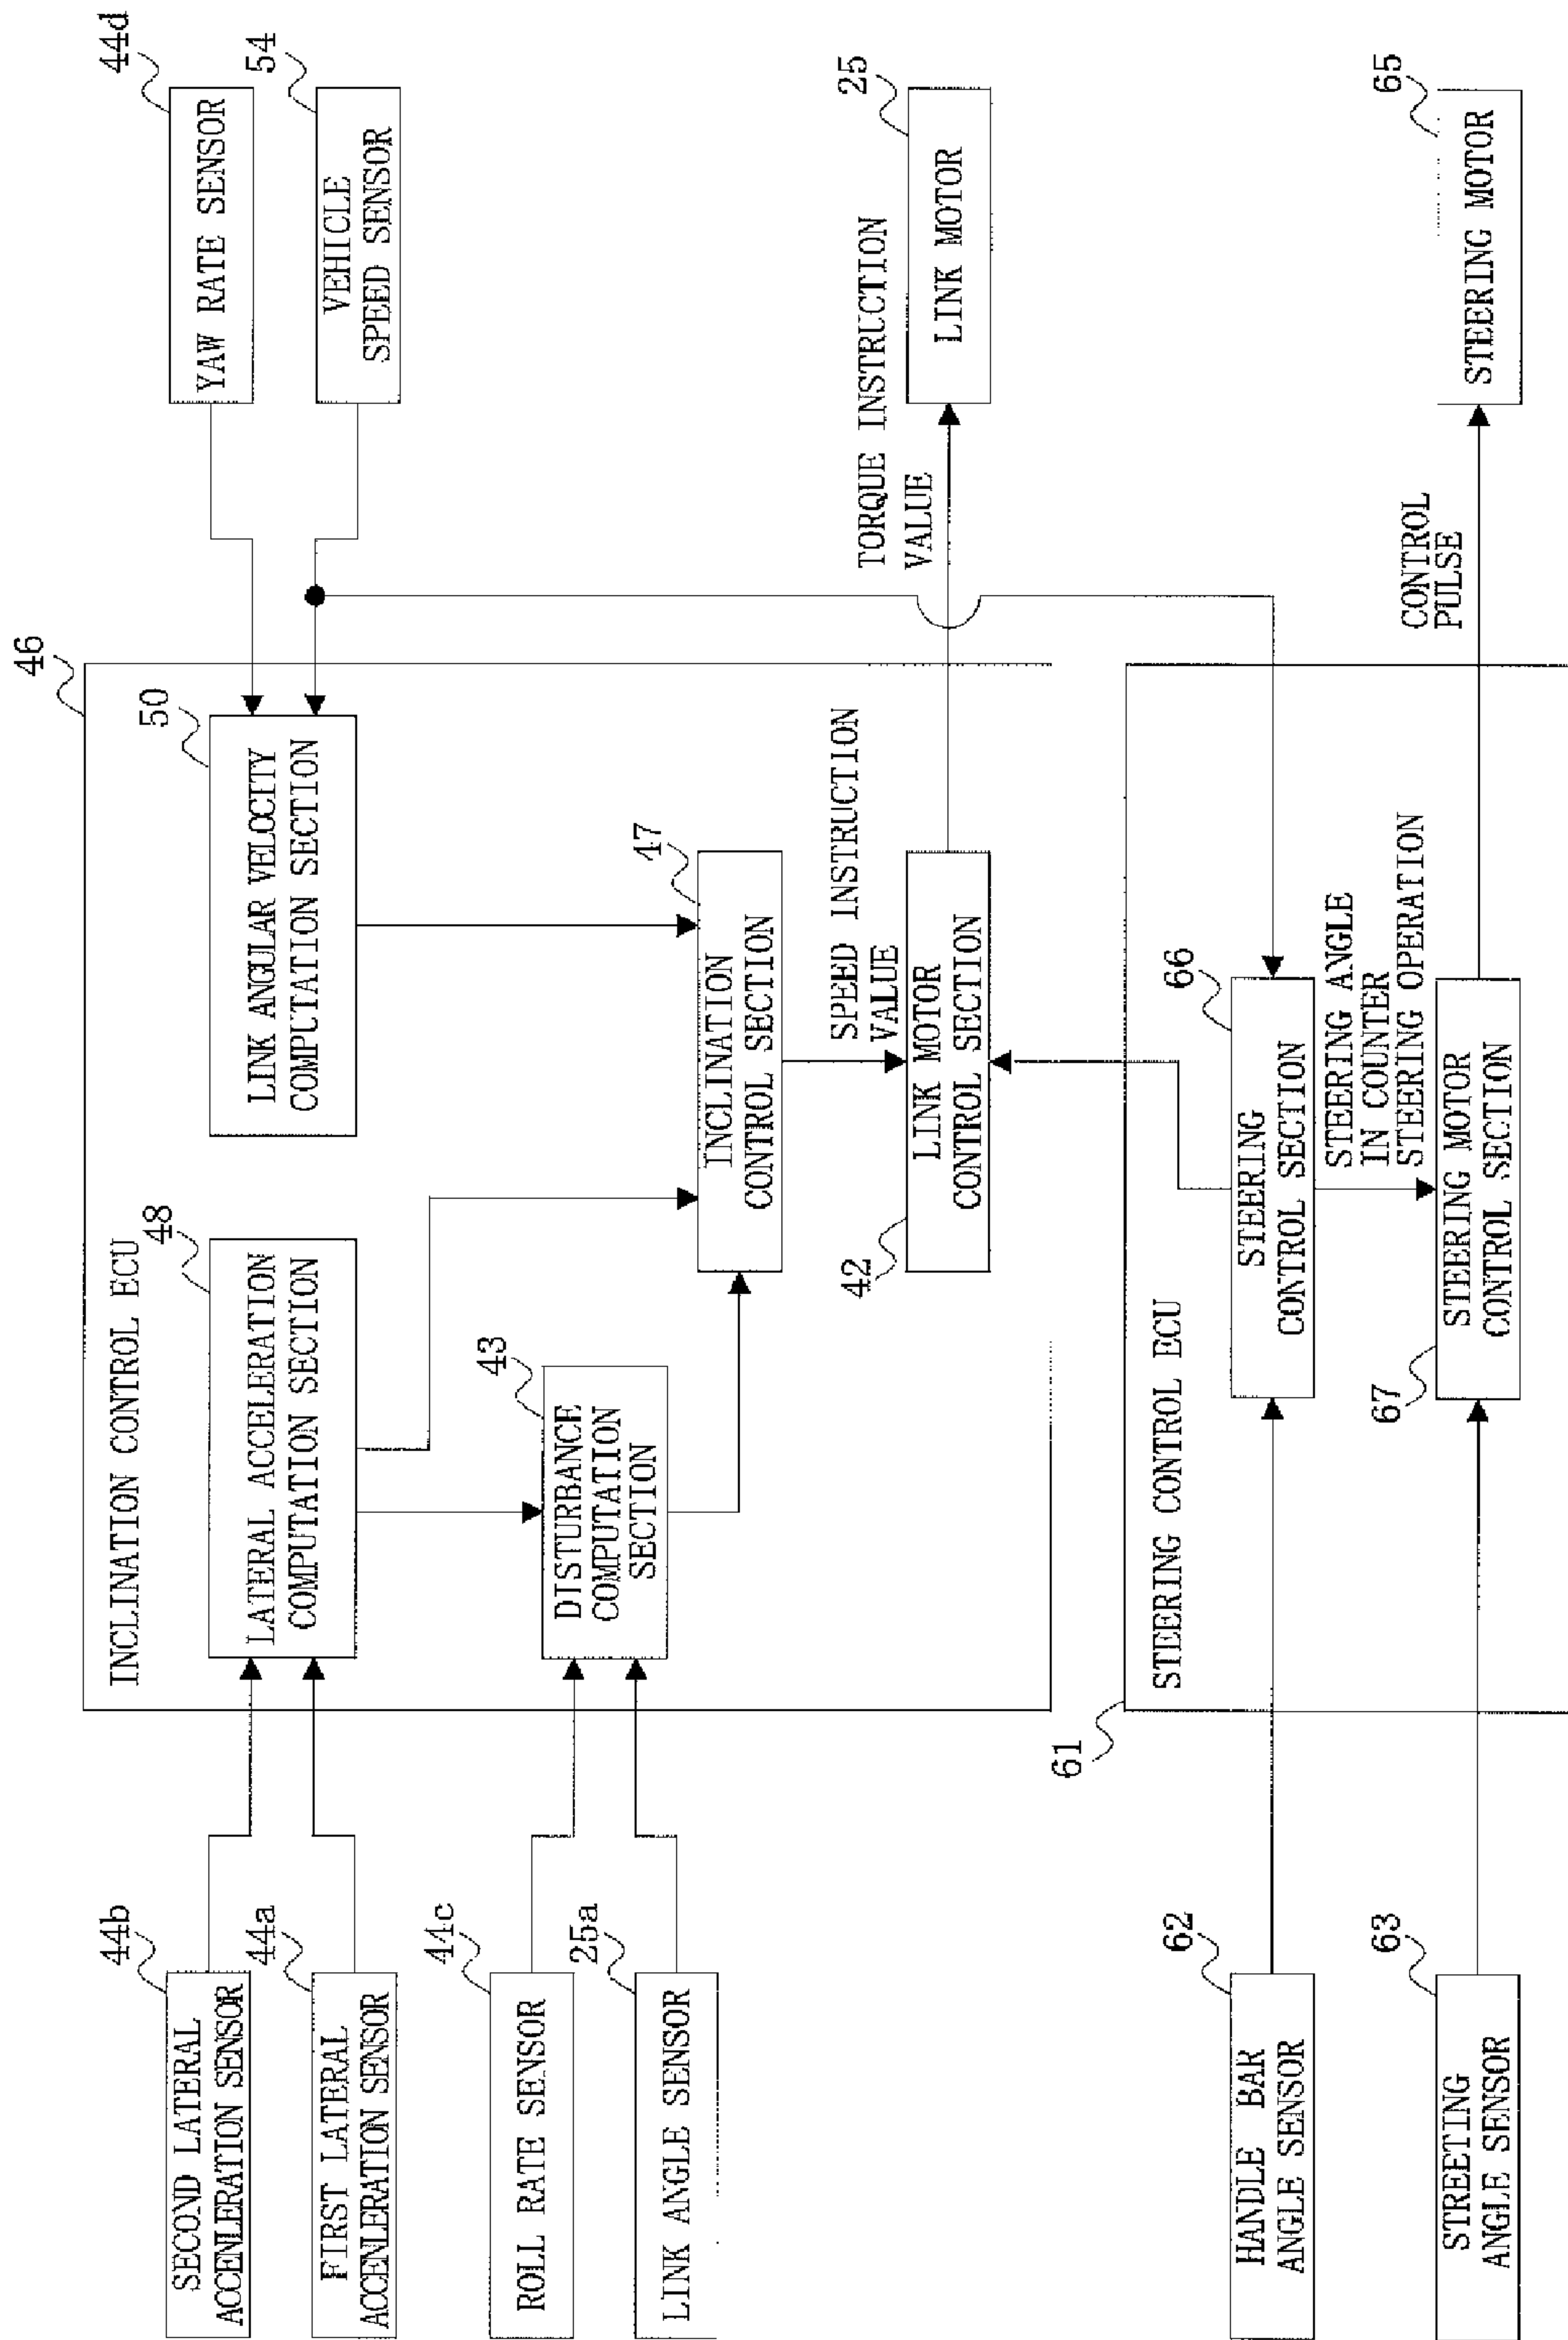 44b
SECOND LATERAL
ACCENLERATION SENSOR
44a
FIRST LATERAL
ACCENLERATION SENSOR
44c
ROLL RATE SENSOR
25a
LINK ANGLE SENSOR
62
HANDLE BAR
ANGLE SENSOR
63
STREETING
ANGLE SENSOR
46
INCLINATION CONTROL ECU
48
LATERAL ACCELERATION
COMPUTATION SECTION
50
LINK ANGULAR VELOCITY
COMPUTATION SECTION
43
DISTURBANCE
COMPUTATION
SECTION
47
INCLINATION
CONTROL SECTION
SPEED INSTRUCTION
VALUE
42
LINK MOTOR
CONTROL SECTION
61
STEERING CONTROL ECU
66
STEERING
CONTROL SECTION
STEERING ANGLE
IN COUNTER
STEERING OPERATION
67
STEERING MOTOR
CONTROL SECTION
44d
YAW RATE SENSOR
54
VEHICLE
SPEED SENSOR
TORQUE INSTRUCTION
VALUE
25
LINK MOTOR
CONTROL
PULSE
65
STEERING MOTOR